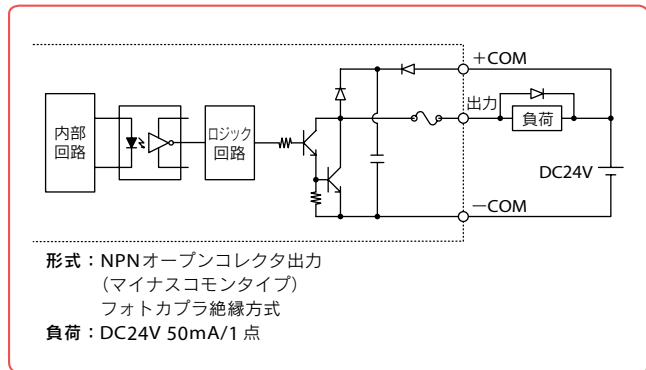 +COM
出力
負荷
内部
回路
ロジック
回路
DC24V
－COM
形式：NPNオープンコレクタ出力
（マイナスコモンタイプ）
フォトカプラ絶縁方式
負荷：DC24V 50mA/1点